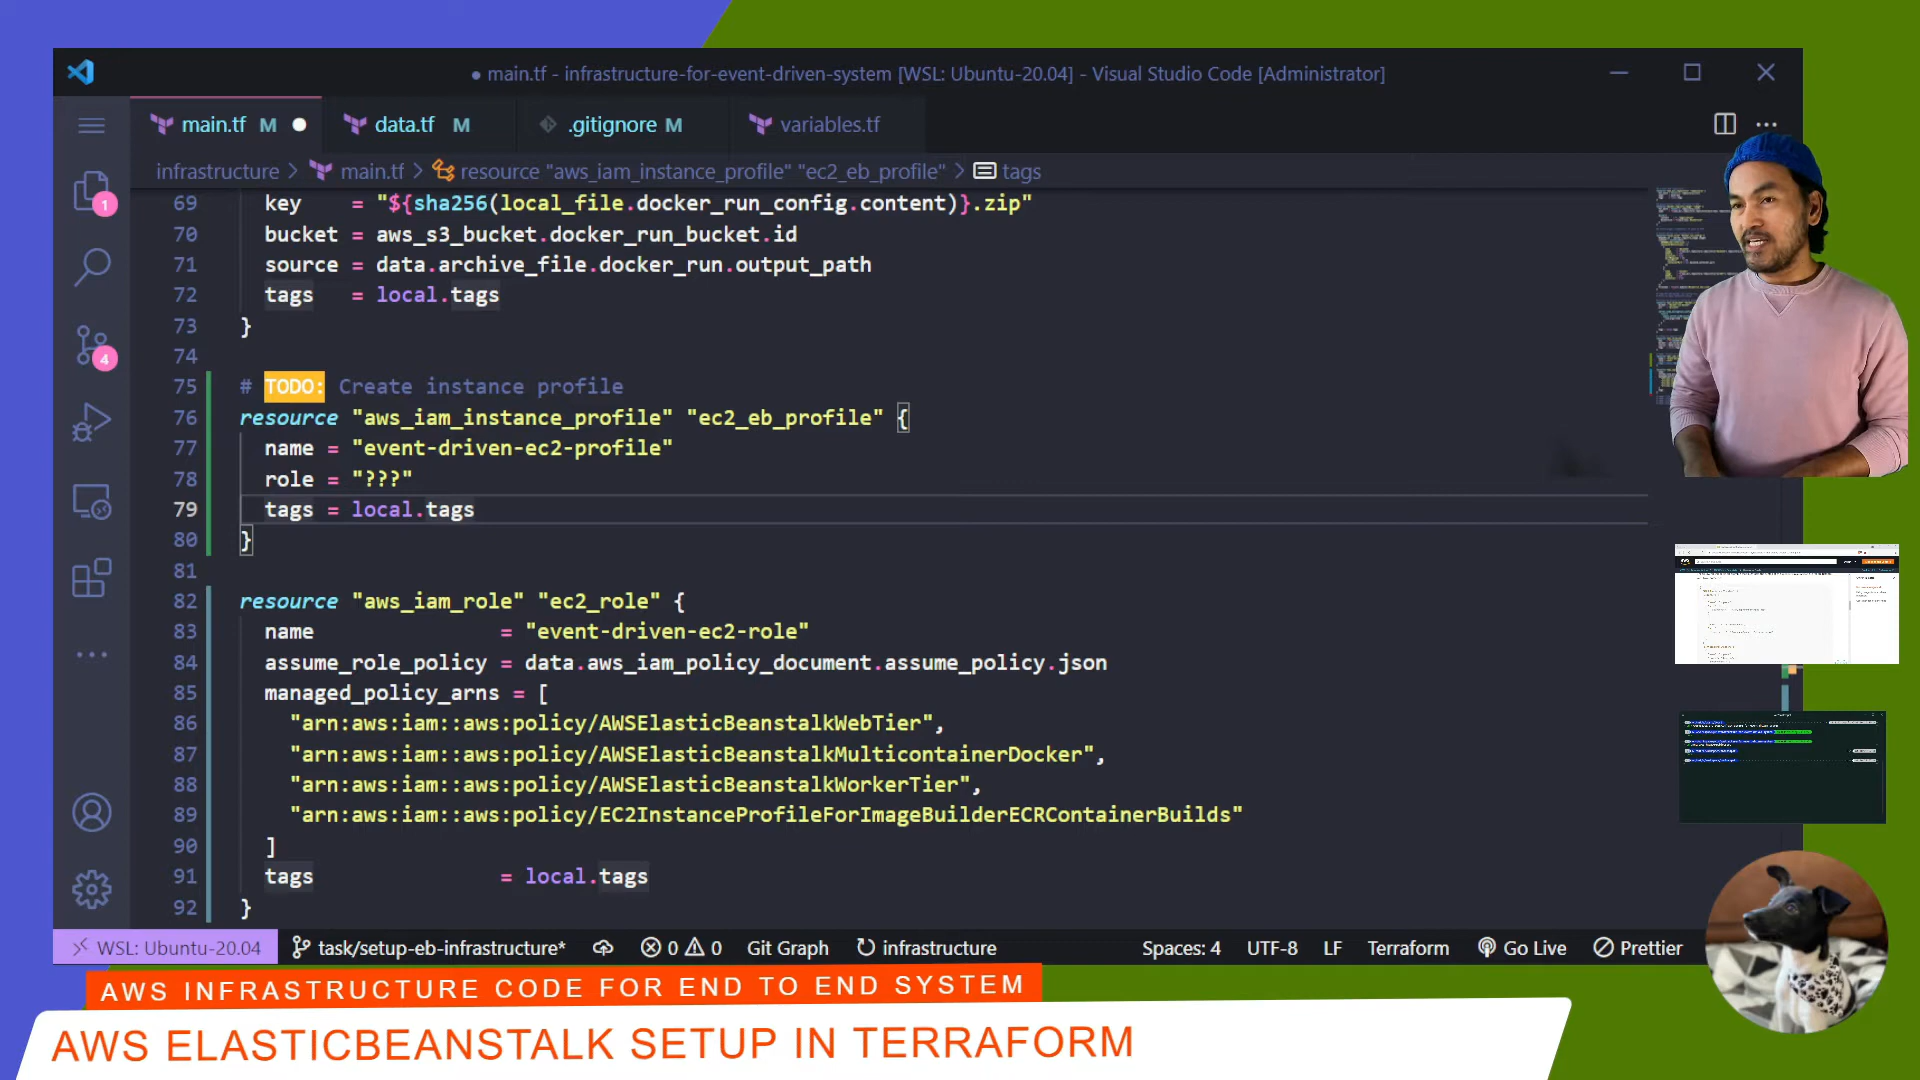 ● main.tf - infrastructure-for-event-driven-system [WSL: Ubuntu-20.04] - Visual Studio Code [Administrator]
main.tf M ● data.tf M .gitignore M variables.tf
infrastructure > main.tf > resource "aws_iam_instance_profile" "ec2_eb_profile" > tags
69 key = "${sha256(local_file.docker_run_config.content)}.zip"
70 bucket = aws_s3_bucket.docker_run_bucket.id
71 source = data.archive_file.docker_run.output_path
72 tags = local.tags
73 }
74
75 # TODO: Create instance profile
76 resource "aws_iam_instance_profile" "ec2_eb_profile" {
77 name = "event-driven-ec2-profile"
78 role = "???"
79 tags = local.tags
80 }
81
82 resource "aws_iam_role" "ec2_role" {
83 name = "event-driven-ec2-role"
84 assume_role_policy = data.aws_iam_policy_document.assume_policy.json
85 managed_policy_arns = [
86 "arn:aws:iam::aws:policy/AWSElasticBeanstalkWebTier",
87 "arn:aws:iam::aws:policy/AWSElasticBeanstalkMulticontainerDocker",
88 "arn:aws:iam::aws:policy/AWSElasticBeanstalkWorkerTier",
89 "arn:aws:iam::aws:policy/EC2InstanceProfileForImageBuilderECRContainerBuilds"
90 ]
91 tags = local.tags
92 }
1
4
WSL: Ubuntu-20.04 task/setup-eb-infrastructure* 0 0 Git Graph infrastructure Spaces: 4 UTF-8 LF Terraform Go Live Prettier
AWS INFRASTRUCTURE CODE FOR END TO END SYSTEM
AWS ELASTICBEANSTALK SETUP IN TERRAFORM